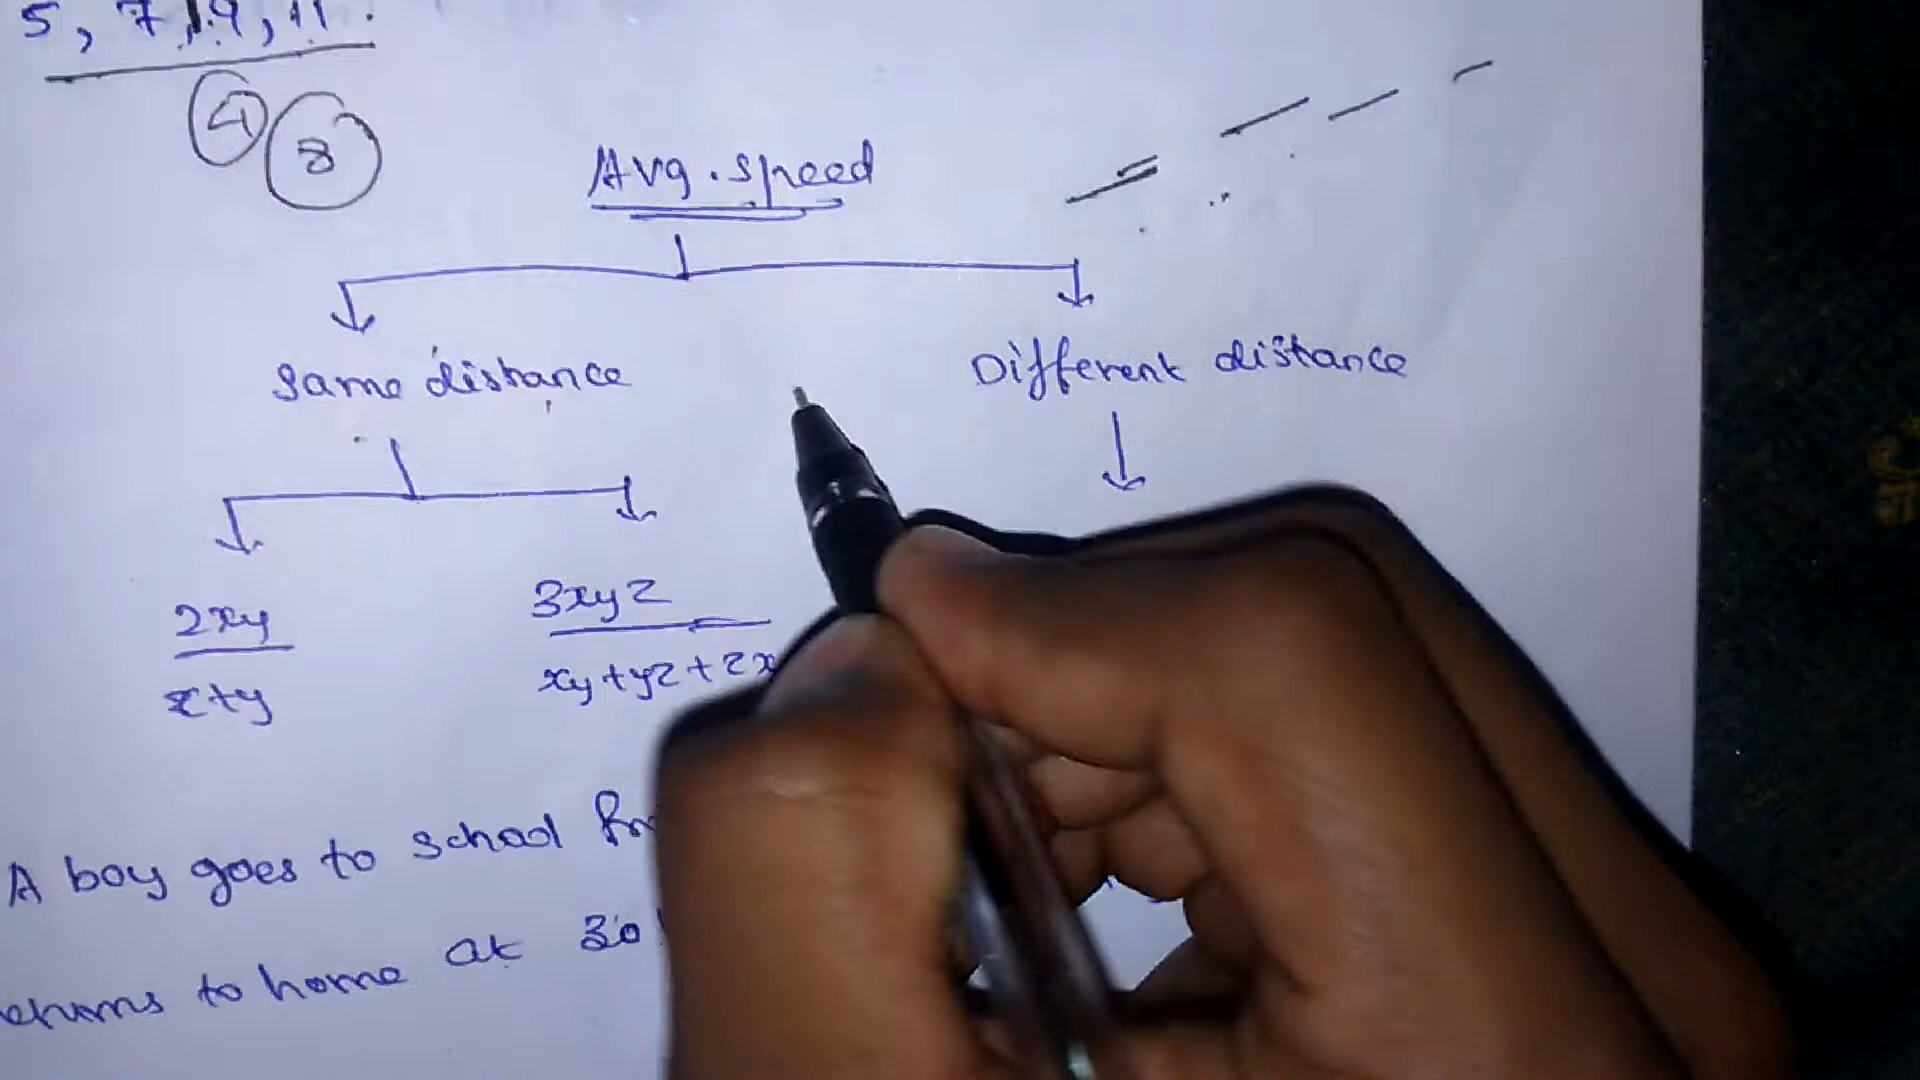 5, 7, 9, 11.
4 8
Avg. speed
Same distance
Different distance
2xy
x+y
3xyz
xy+yz+zx
A boy goes to school
to home at 30